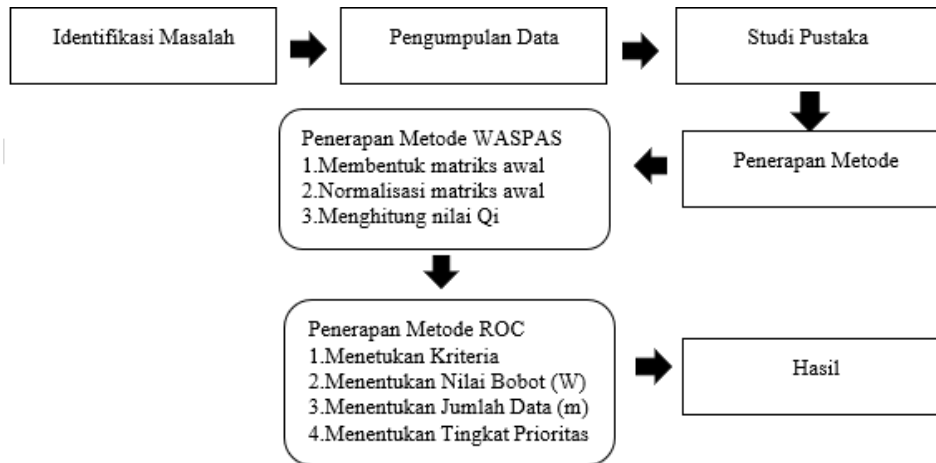 Identifikasi Masalah
Pengumpulan Data
Studi Pustaka
Penerapan Metode
Penerapan Metode WASPAS
1.Membentuk matriks awal
2.Normalisasi matriks awal
3.Menghitung nilai Qi
Penerapan Metode ROC
1.Menetukan Kriteria
2.Menentukan Nilai Bobot (W)
3.Menentukan Jumlah Data (m)
4.Menentukan Tingkat Prioritas
Hasil